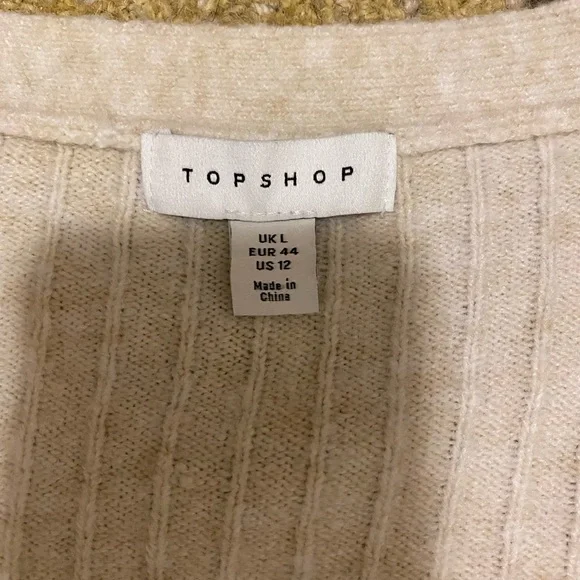 TOPSHOP
UK L
EUR 44
US 12
Made in
China